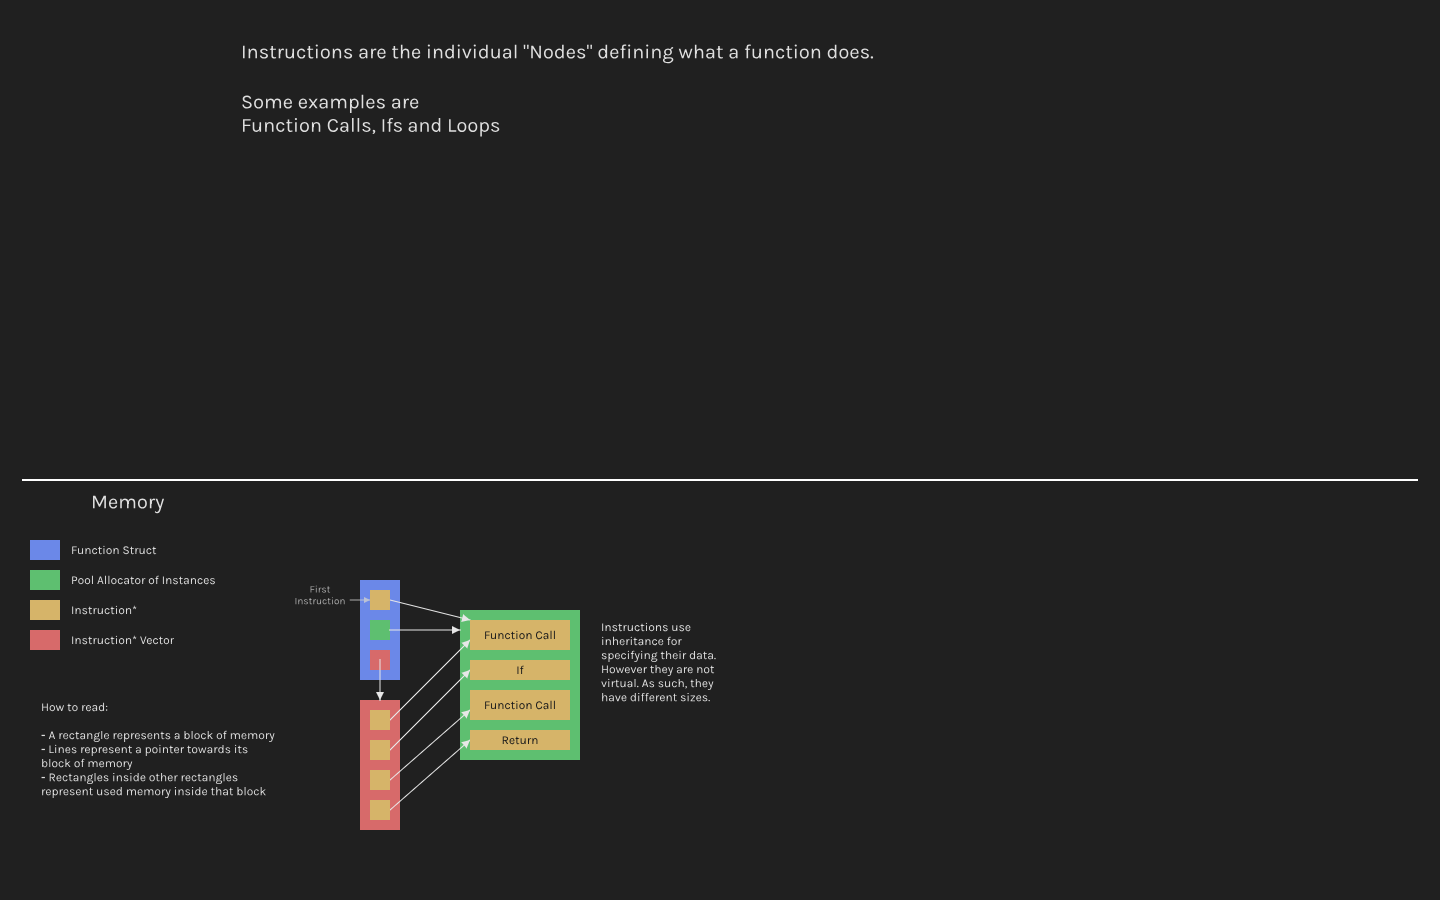 Instructions are the individual "Nodes" defining what a function does.
Some examples are
Function Calls, Ifs and Loops
Memory
Function Struct
Pool Allocator of Instances
Instruction*
Instruction* Vector
How to read:
- A rectangle represents a block of memory
- Lines represent a pointer towards its
block of memory
- Rectangles inside other rectangles
represent used memory inside that block
First
Instruction
Function Call
If
Function Call
Return
Instructions use
inheritance for
specifying their data.
However they are not
virtual. As such, they
have different sizes.